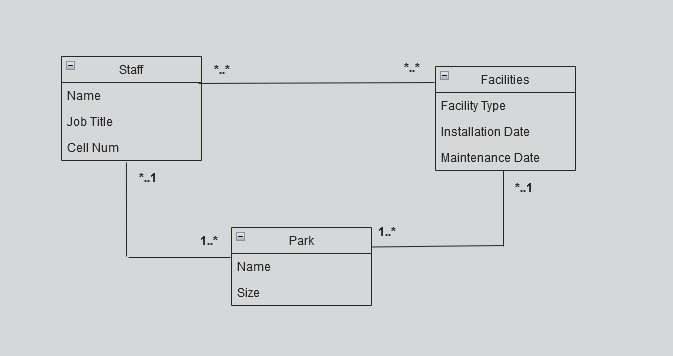 Staff
Name
Job Title
Cell Num
*..*
*..*
Facilities
Facility Type
Installation Date
Maintenance Date
*..1
*..1
1..*
1..*
Park
Name
Size